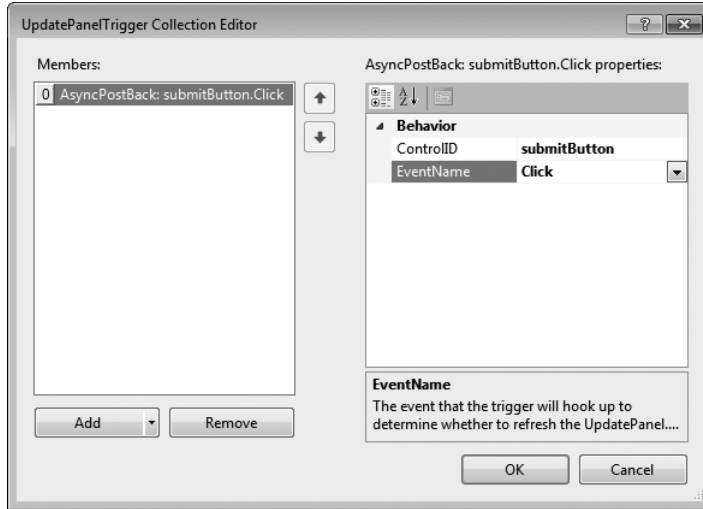 UpdatePanelTrigger Collection Editor
Members:
0 AsyncPostBack: submitButton.Click
Add
Remove
AsyncPostBack: submitButton.Click properties:
Behavior
ControlID submitButton
EventName Click
EventName
The event that the trigger will hook up to
determine whether to refresh the UpdatePanel....
OK
Cancel